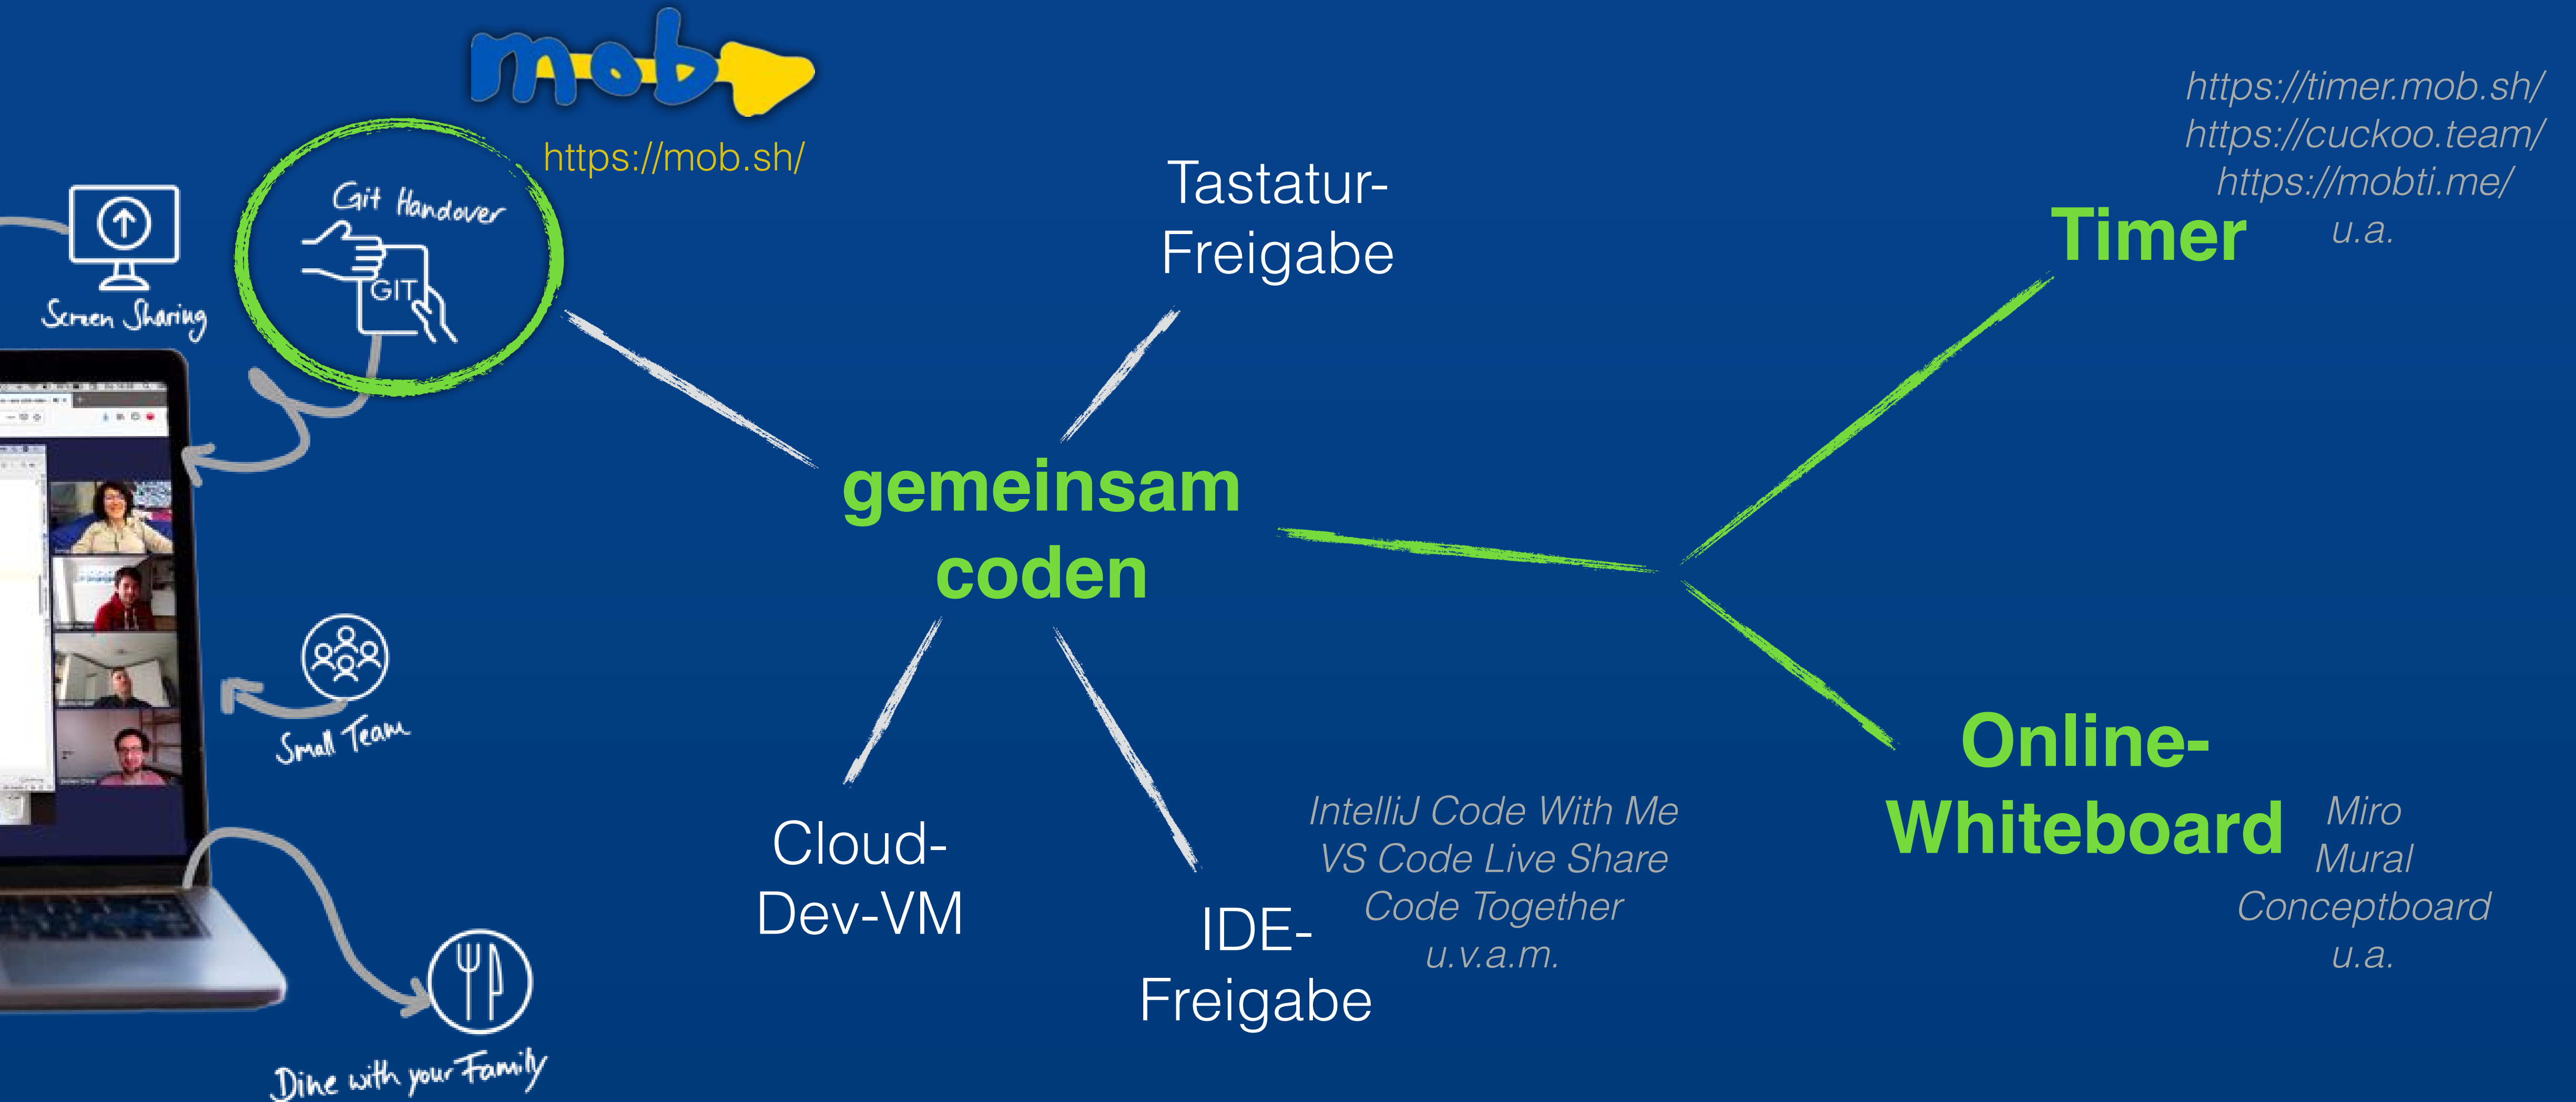 mob
https://mob.sh/
Git Handover
GIT
Screen Sharing
Small Team
Dine with your Family
Tastatur-
Freigabe
gemeinsam
coden
Cloud-
Dev-VM
IDE-
Freigabe
IntelliJ Code With Me
VS Code Live Share
Code Together
u.v.a.m.
https://timer.mob.sh/
https://cuckoo.team/
https://mobti.me/
u.a.
Timer
Online-
Whiteboard
Miro
Mural
Conceptboard
u.a.